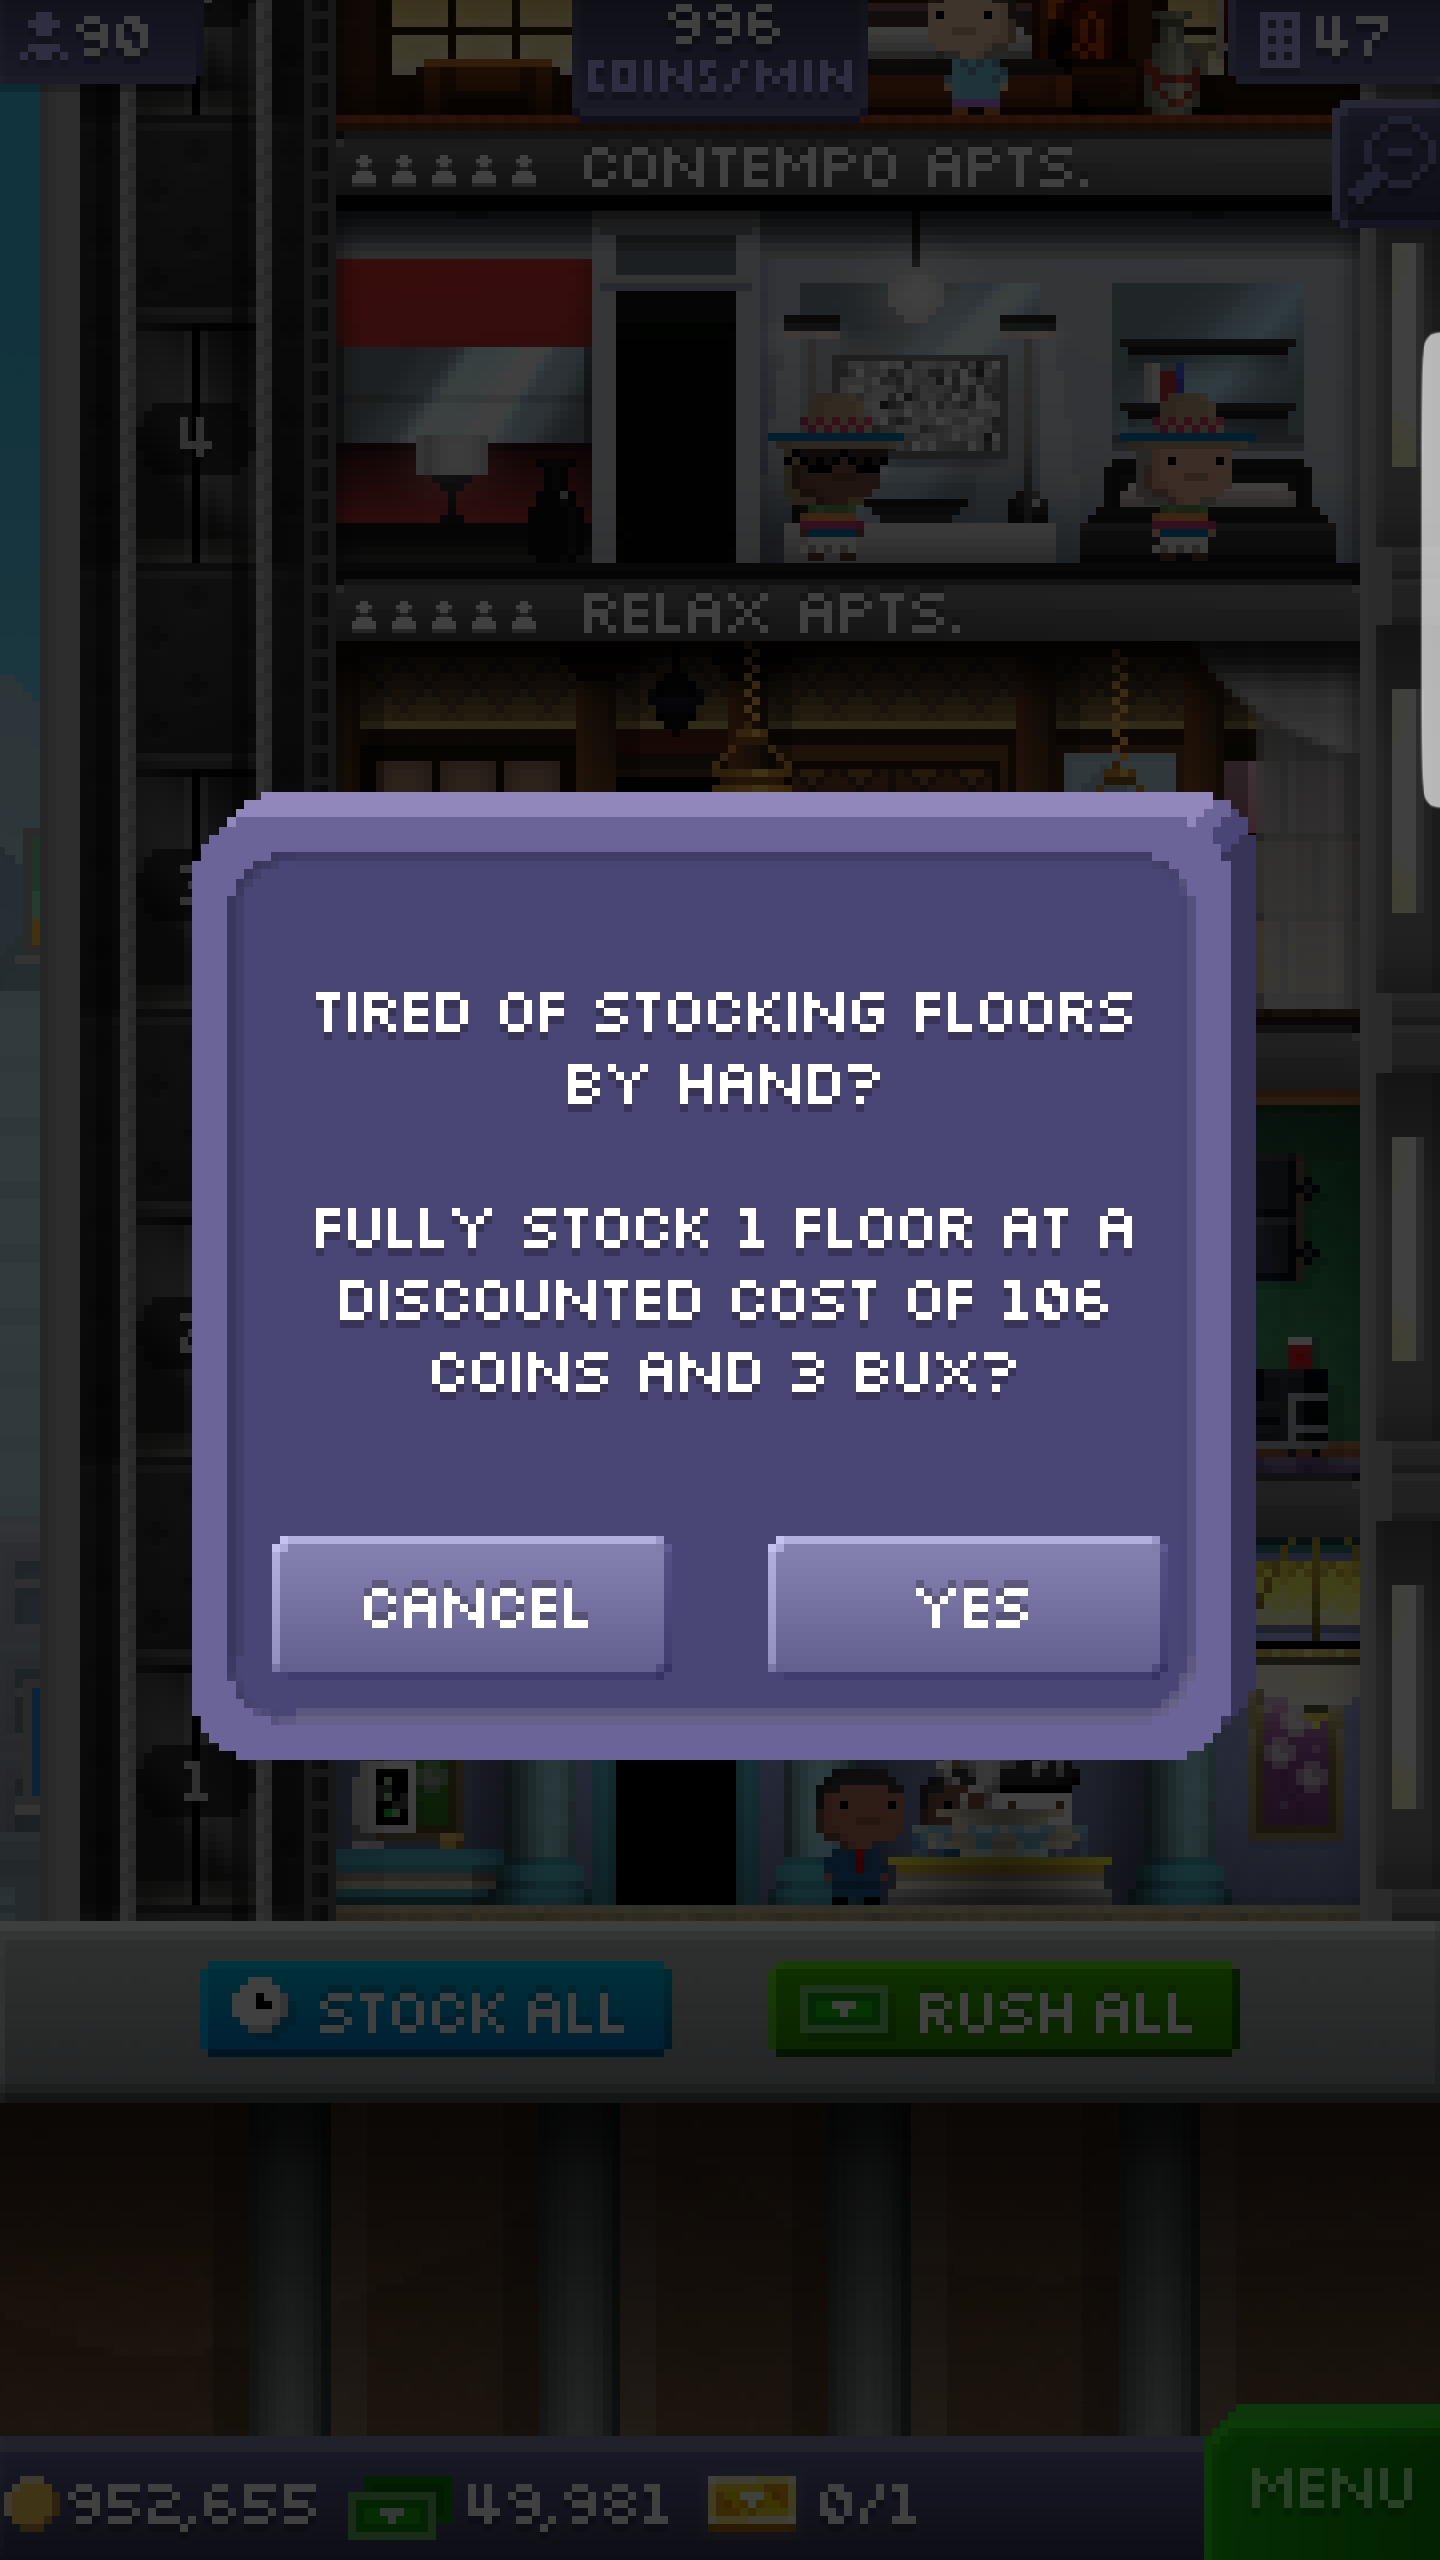 90
996
COINS/MIN
47
CONTEMPO APTS.
4
RELAX APTS.
TIRED OF STOCKING FLOORS
BY HAND?
FULLY STOCK 1 FLOOR AT A
DISCOUNTED COST OF 106
COINS AND 3 BUX?
CANCEL
YES
1
STOCK ALL
RUSH ALL
952,655
49,981
0/1
MENU